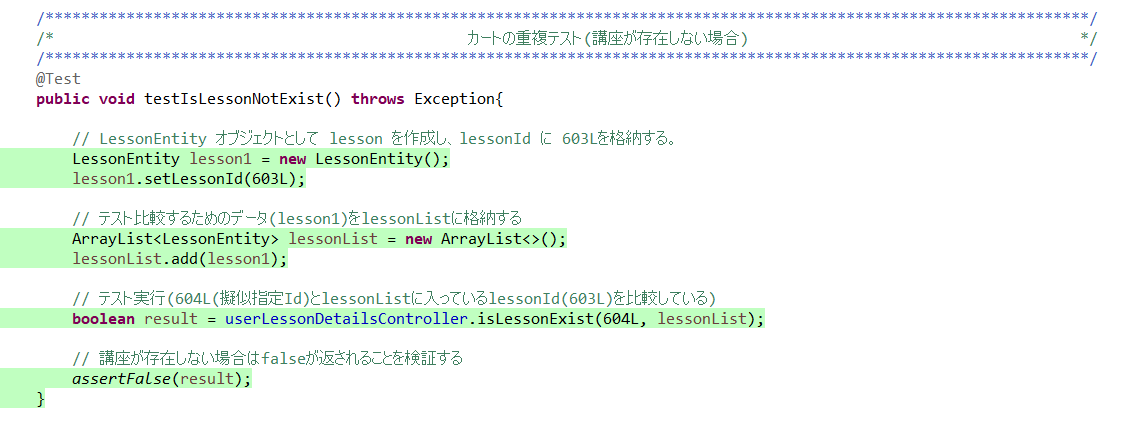 /********************************************************************************************************************/
/*                                              カートの重複テスト(講座が存在しない場合)                                     */
/********************************************************************************************************************/
@Test
public void testIsLessonNotExist() throws Exception{
// LessonEntity オブジェクトとして lesson を作成し、lessonId に 603Lを格納する。
LessonEntity lesson1 = new LessonEntity();
lesson1.setLessonId(603L);
// テスト比較するためのデータ(lesson1)をlessonListに格納する
ArrayList<LessonEntity> lessonList = new ArrayList<>();
lessonList.add(lesson1);
// テスト実行(604L(擬似指定Id)とlessonListに入っているlessonId(603L)を比較している)
boolean result = userLessonDetailsController.isLessonExist(604L, lessonList);
// 講座が存在しない場合はfalseが返されることを検証する
assertFalse(result);
}